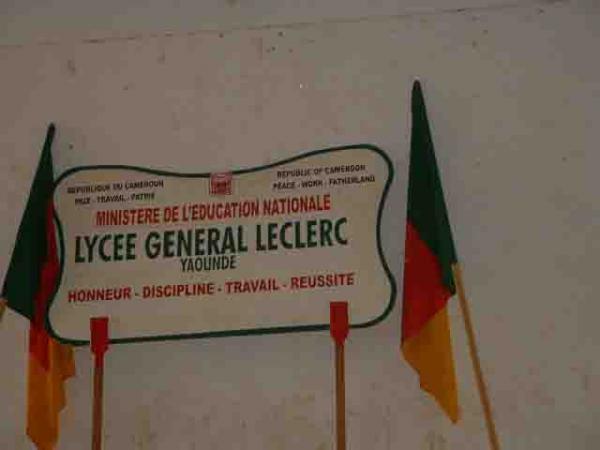 REPUBLIQUE DU CAMEROUN
PAIX - TRAVAIL - PATRIE
REPUBLIC OF CAMEROON
PEACE - WORK - FATHERLAND
MINISTERE DE L'EDUCATION NATIONALE
LYCEE GENERAL LECLERC
YAOUNDE
HONNEUR - DISCIPLINE - TRAVAIL - REUSSITE